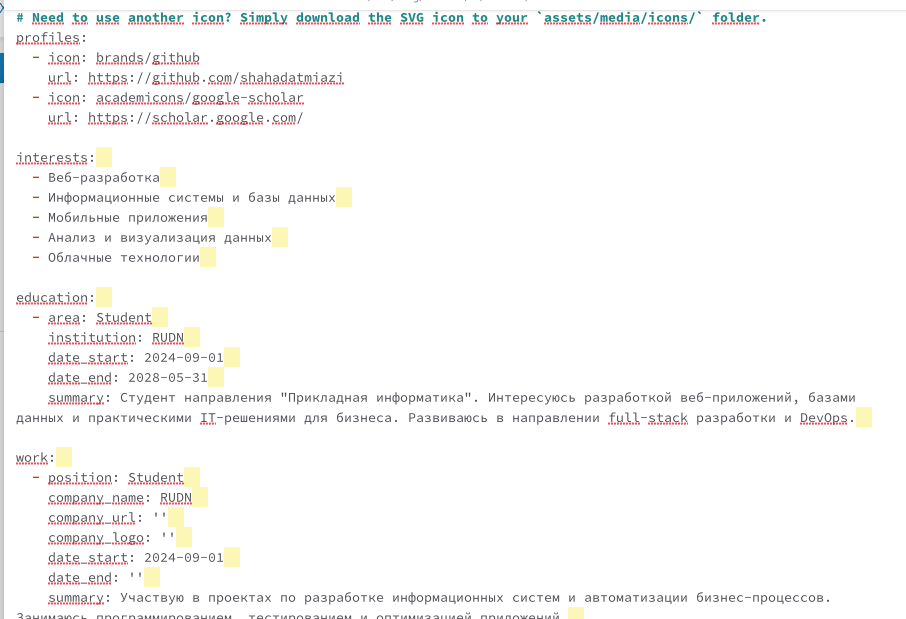 # Need to use another icon? Simply download the SVG icon to your `assets/media/icons/` folder.
profiles:
  - icon: brands/github
    url: https://github.com/shahadatmiazi
  - icon: academicons/google-scholar
    url: https://scholar.google.com/

interests:
  - Веб-разработка
  - Информационные системы и базы данных
  - Мобильные приложения
  - Анализ и визуализация данных
  - Облачные технологии

education:
  - area: Student
    institution: RUDN
    date_start: 2024-09-01
    date_end: 2028-05-31
    summary: Студент направления "Прикладная информатика". Интересуюсь разработкой веб-приложений, базами
данных и практическими IT-решениями для бизнеса. Развиваюсь в направлении full-stack разработки и DevOps.

work:
  - position: Student
    company_name: RUDN
    company_url: ''
    company_logo: ''
    date_start: 2024-09-01
    date_end: ''
    summary: Участвую в проектах по разработке информационных систем и автоматизации бизнес-процессов.
Занимаюсь программированием, тестированием и оптимизацией приложений.